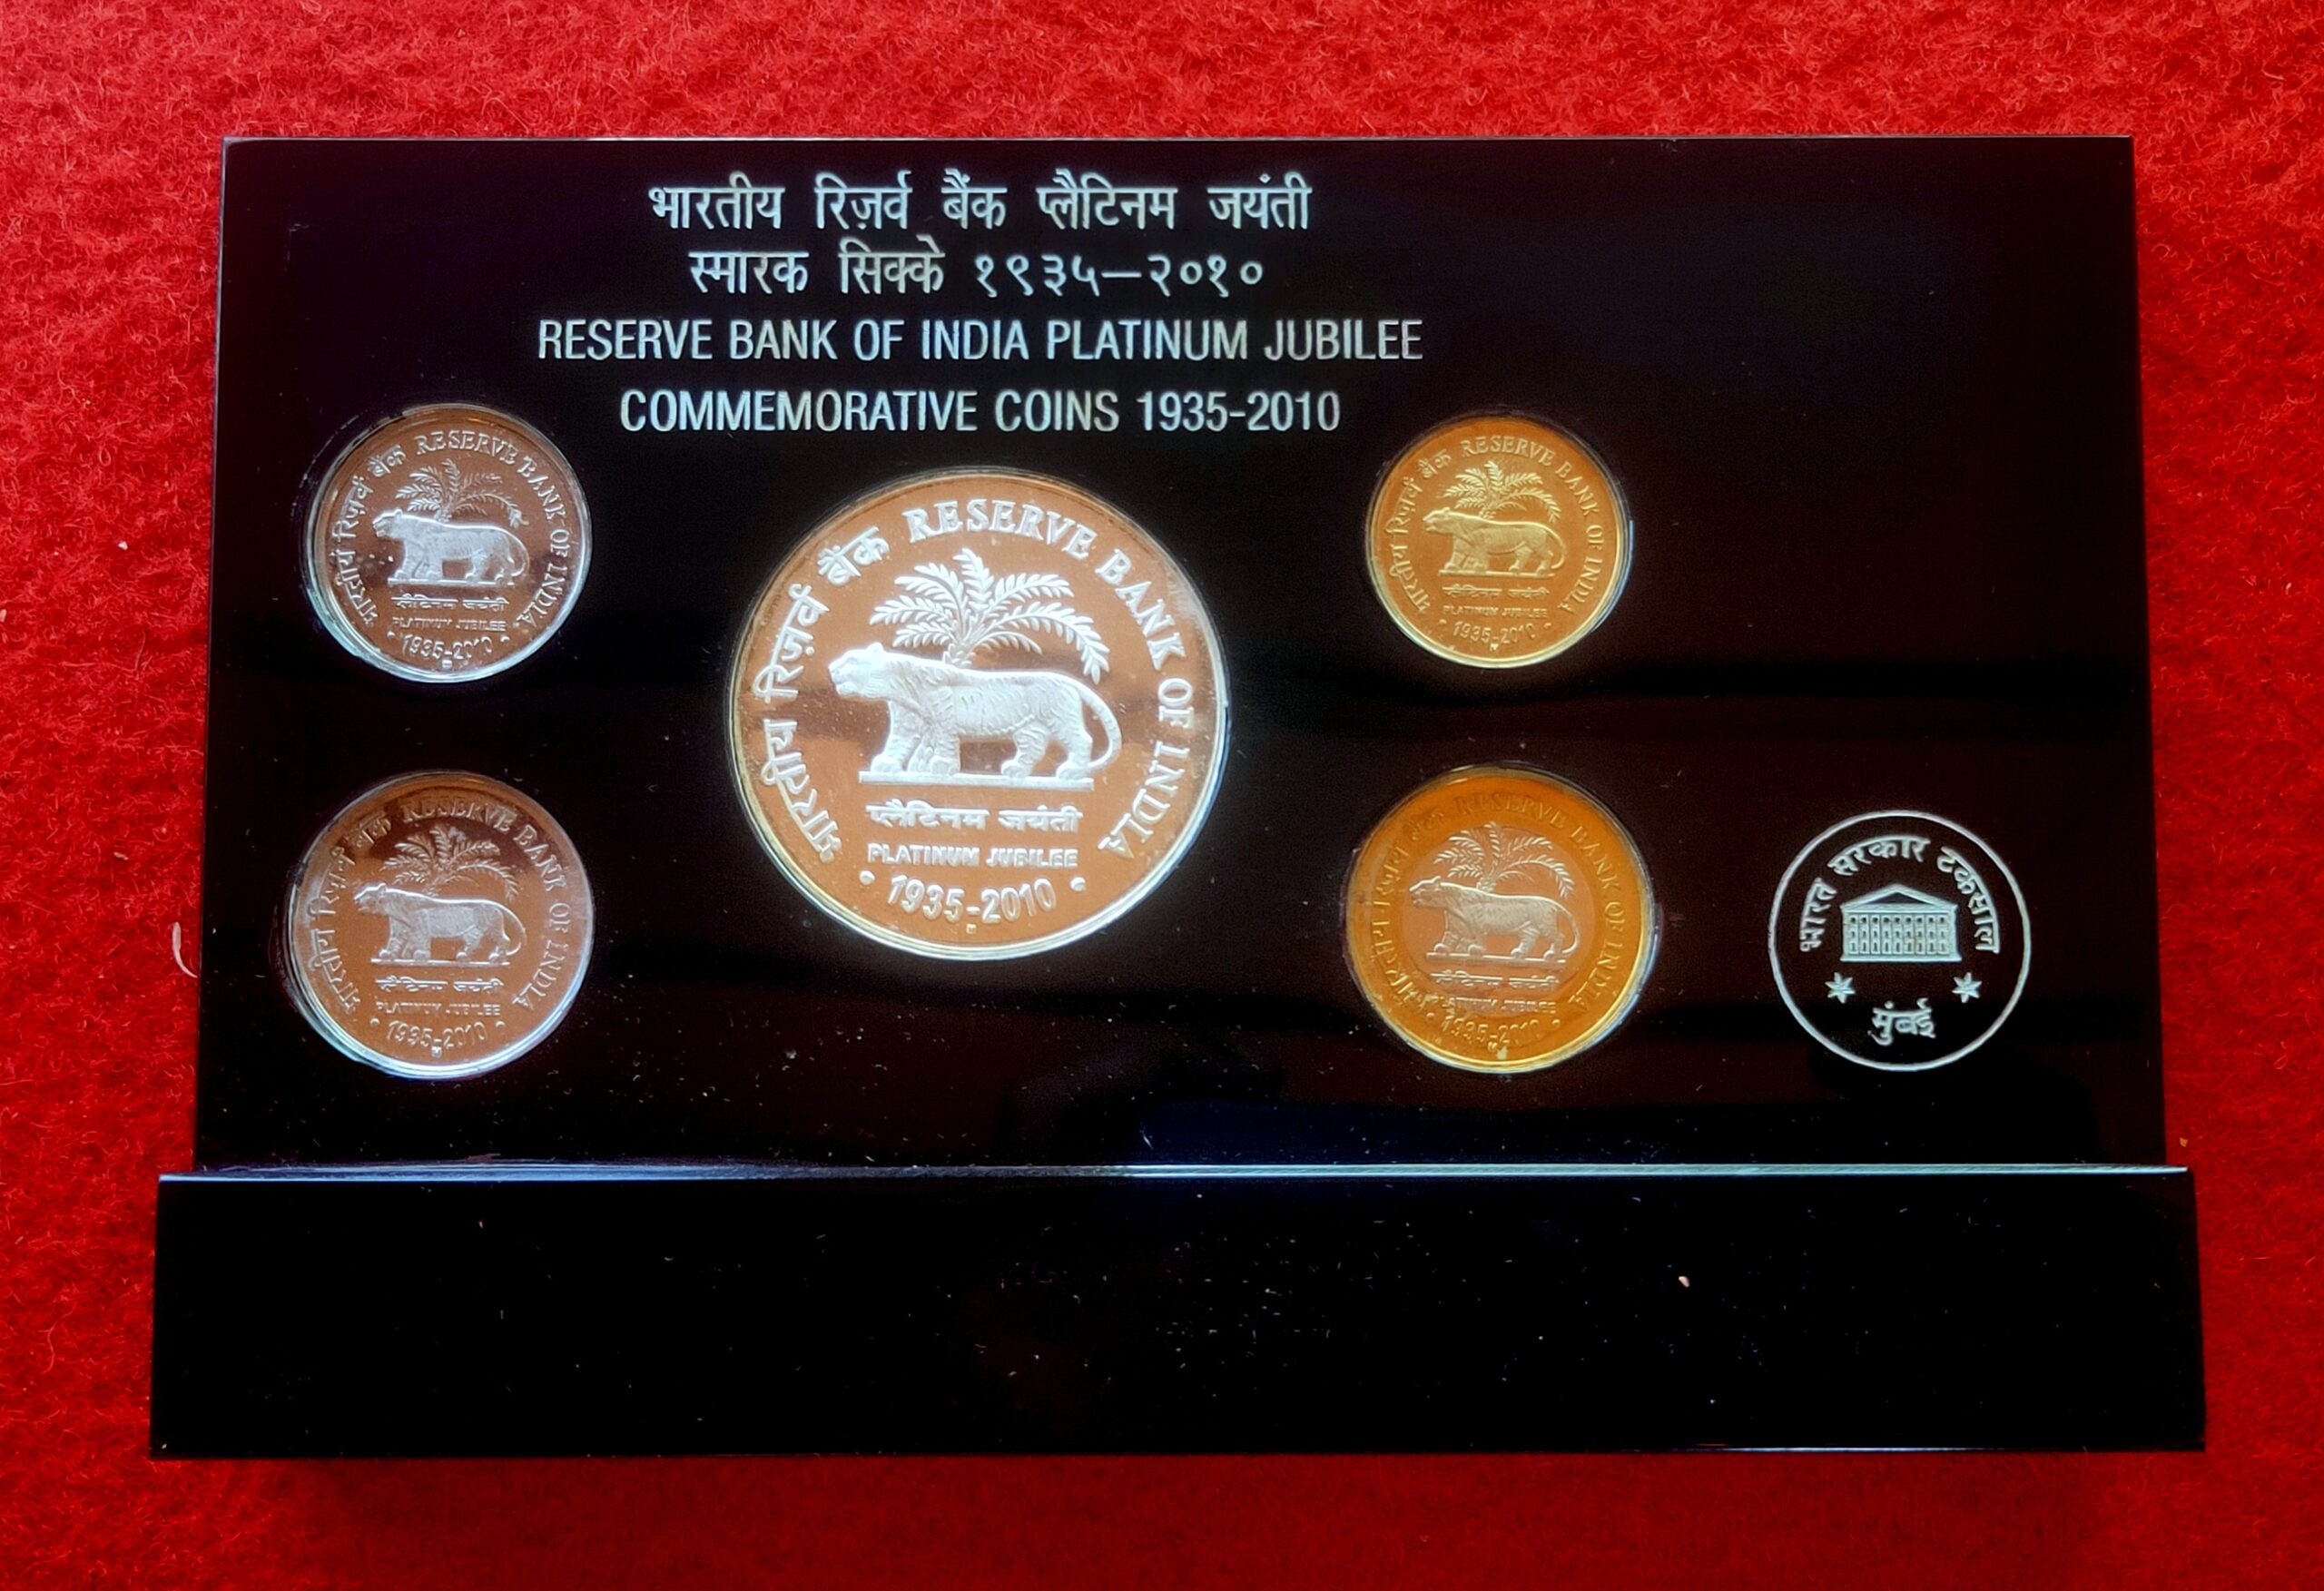 भारतीय रिज़र्व बैंक प्लैटिनम जयंती
स्मारक सिक्के १९३५—२०१०
RESERVE BANK OF INDIA PLATINUM JUBILEE
COMMEMORATIVE COINS 1935-2010
भारतीय रिज़र्व बैंक RESERVE BANK OF INDIA
प्लैटिनम जयंती
PLATINUM JUBILEE
• 1935-2010 •
भारतीय रिज़र्व बैंक RESERVE BANK OF INDIA
प्लैटिनम जयंती
PLATINUM JUBILEE
• 1935-2010 •
भारतीय रिज़र्व बैंक RESERVE BANK OF INDIA
प्लैटिनम जयंती
PLATINUM JUBILEE
• 1935-2010 •
भारतीय रिज़र्व बैंक RESERVE BANK OF INDIA
प्लैटिनम जयंती
PLATINUM JUBILEE
• 1935-2010 •
भारतीय रिज़र्व बैंक RESERVE BANK OF INDIA
प्लैटिनम जयंती
PLATINUM JUBILEE
• 1935-2010 •
भारत सरकार टकसाल
मुंबई